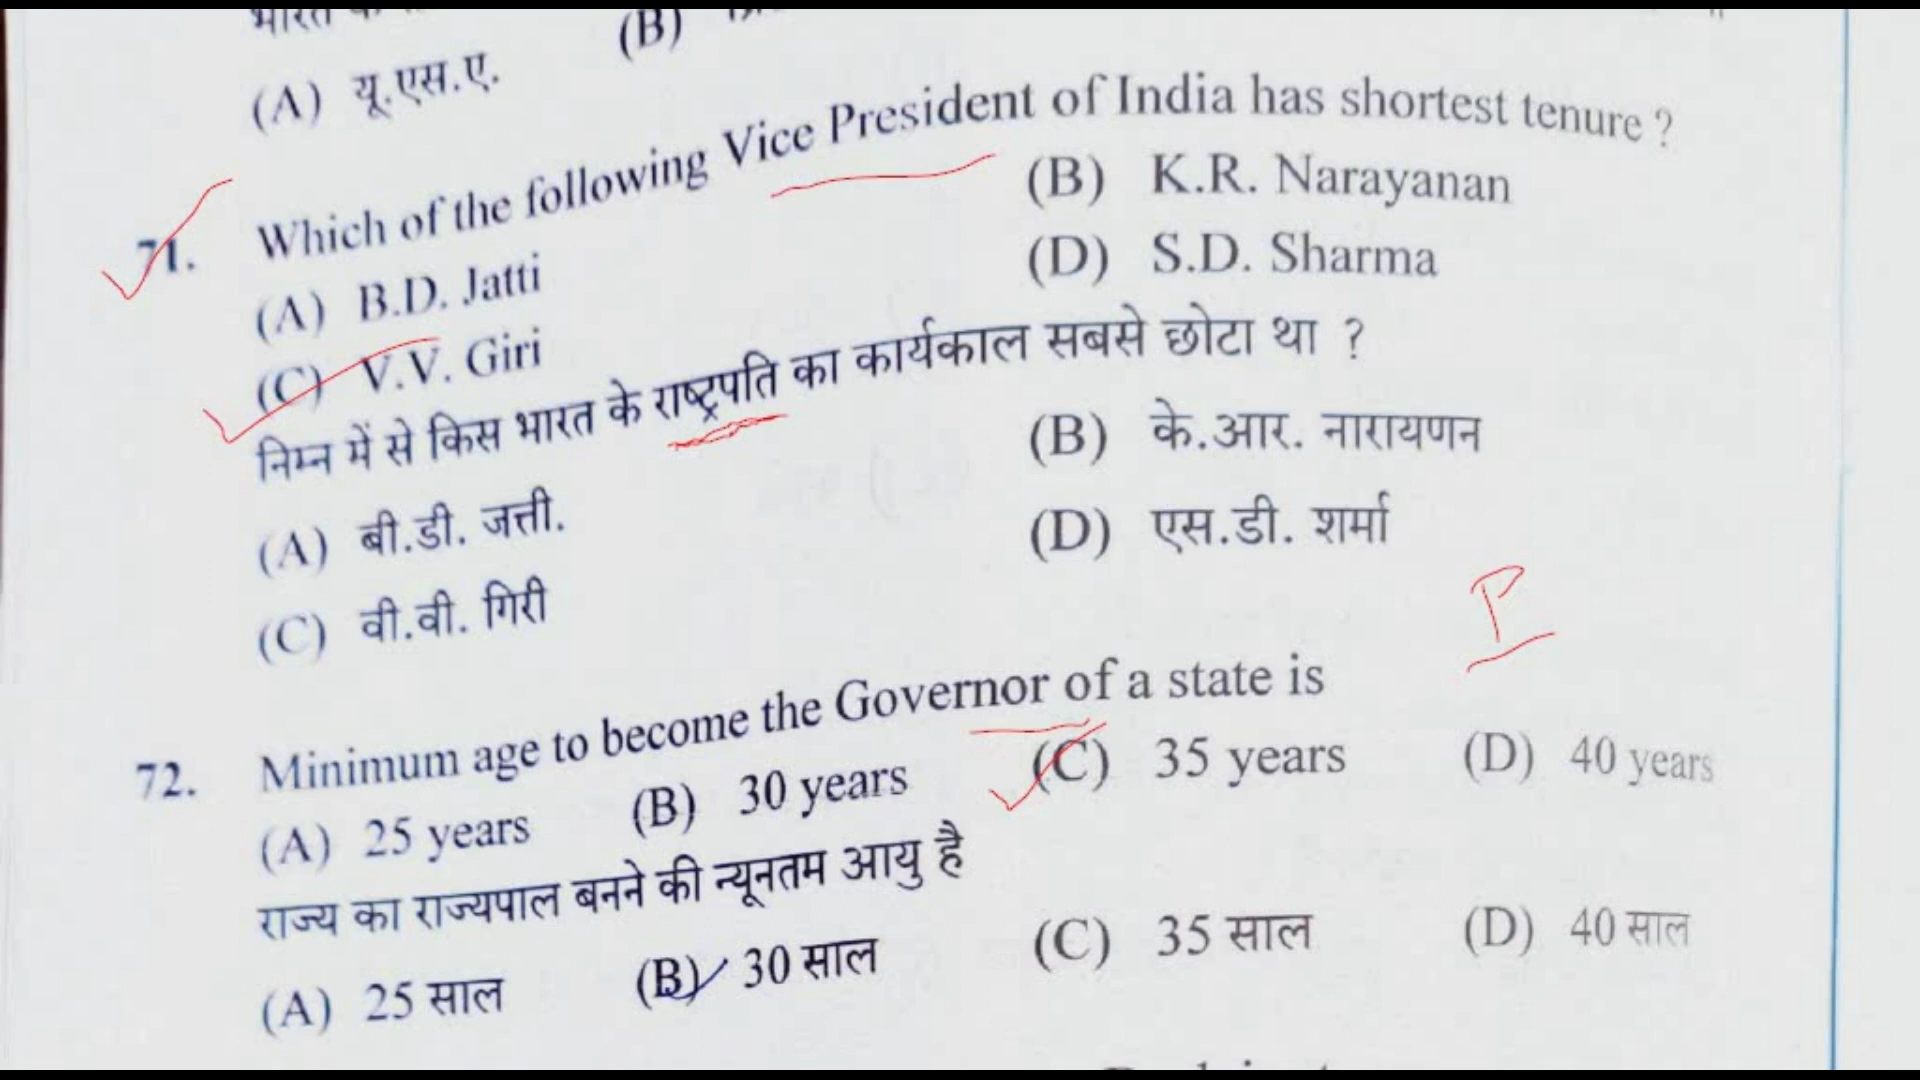 (A) यू.एस.ए.
(B)
71. Which of the following Vice President of India has shortest tenure ?
(A) B.D. Jatti (B) K.R. Narayanan
(C) V.V. Giri (D) S.D. Sharma
निम्न में से किस भारत के राष्ट्रपति का कार्यकाल सबसे छोटा था ?
(A) बी.डी. जत्ती. (B) के.आर. नारायणन
(C) वी.वी. गिरी (D) एस.डी. शर्मा
P
72. Minimum age to become the Governor of a state is
(A) 25 years (B) 30 years (C) 35 years (D) 40 years
राज्य का राज्यपाल बनने की न्यूनतम आयु है
(A) 25 साल (B) 30 साल (C) 35 साल (D) 40 साल